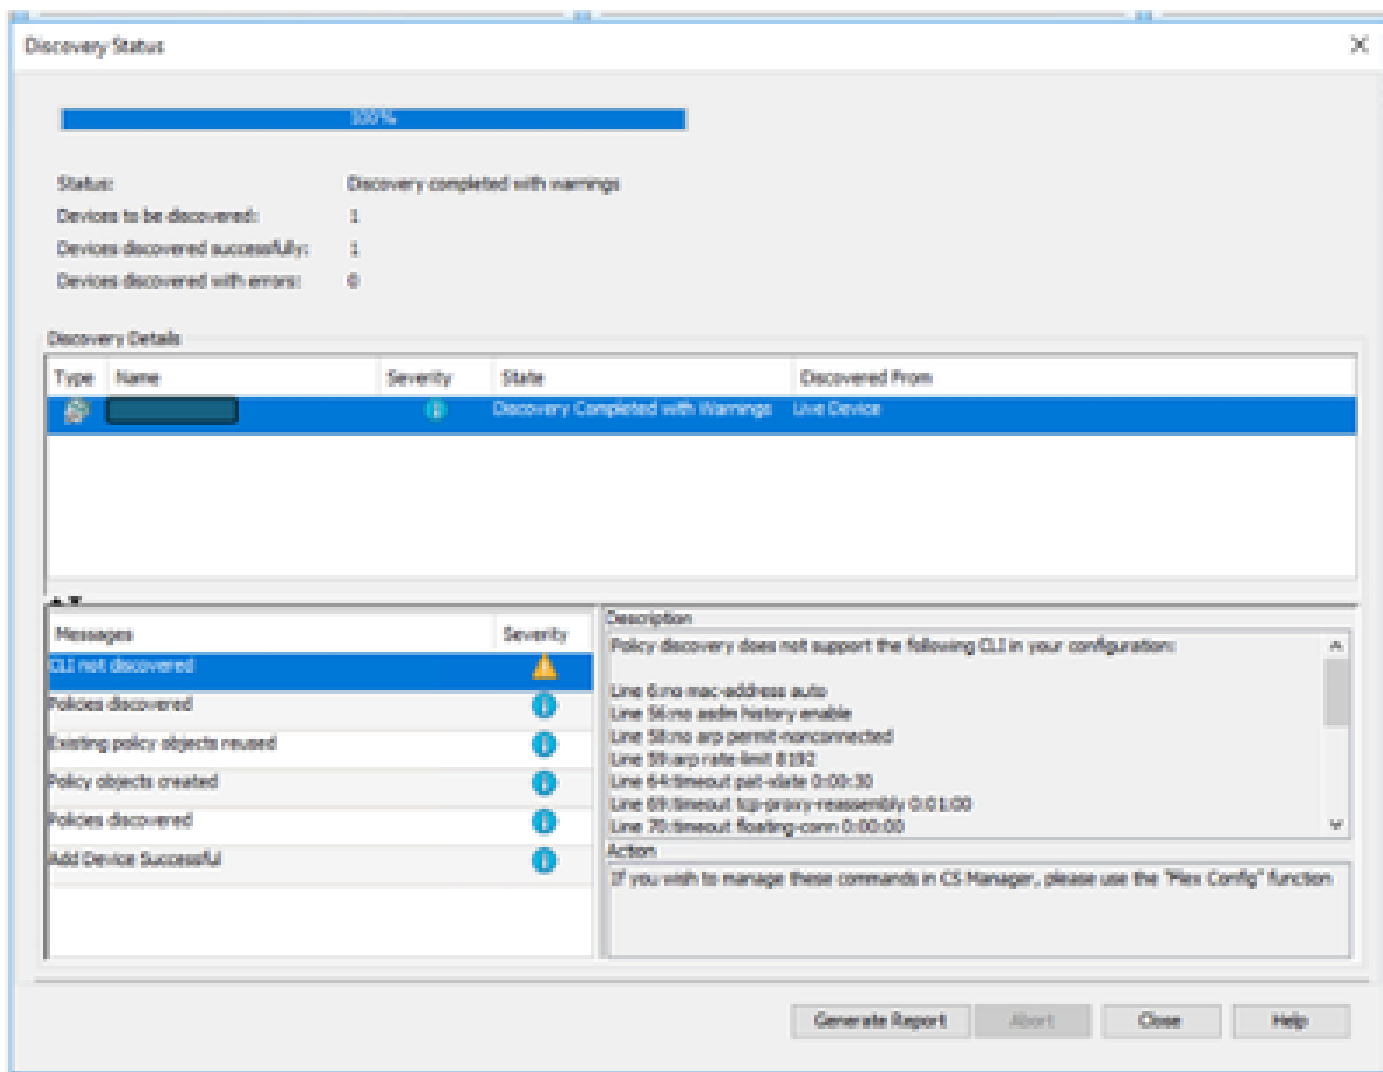 Discovery Status
100%
Status: Discovery completed with warnings
Devices to be discovered: 1
Devices discovered successfully: 1
Devices discovered with errors: 0
Discovery Details
Type Name Severity State Discovered From
Discovery Completed with Warnings Live Device
Messages Severity
CLI not discovered
Policies discovered
Existing policy objects reused
Policy objects created
Policies discovered
Add Device Successful
Description
Policy discovery does not support the following CLI in your configuration:
Line 6:no mac-address auto
Line 56:no asdm history enable
Line 58:no arp permit-nonconnected
Line 59:arp rate-limit 8192
Line 64:timeout pat-xlate 0:00:30
Line 69:timeout tcp-proxy-reassembly 0:01:00
Line 70:timeout floating-conn 0:00:00
Action
If you wish to manage these commands in CS Manager, please use the "Flex Config" function
Generate Report Abort Close Help